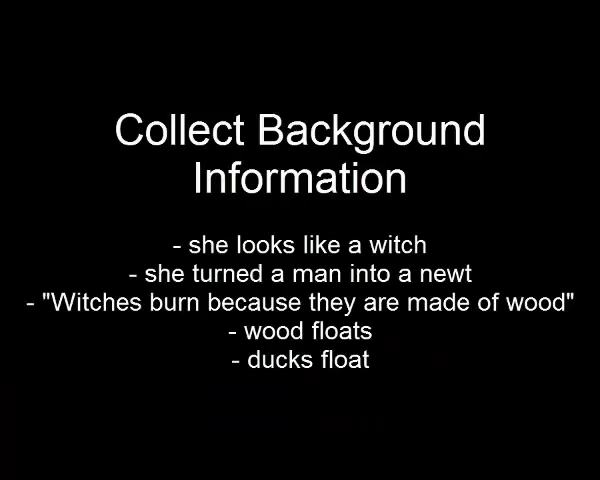 Collect Background
Information
- she looks like a witch
- she turned a man into a newt
- "Witches burn because they are made of wood"
- wood floats
- ducks float